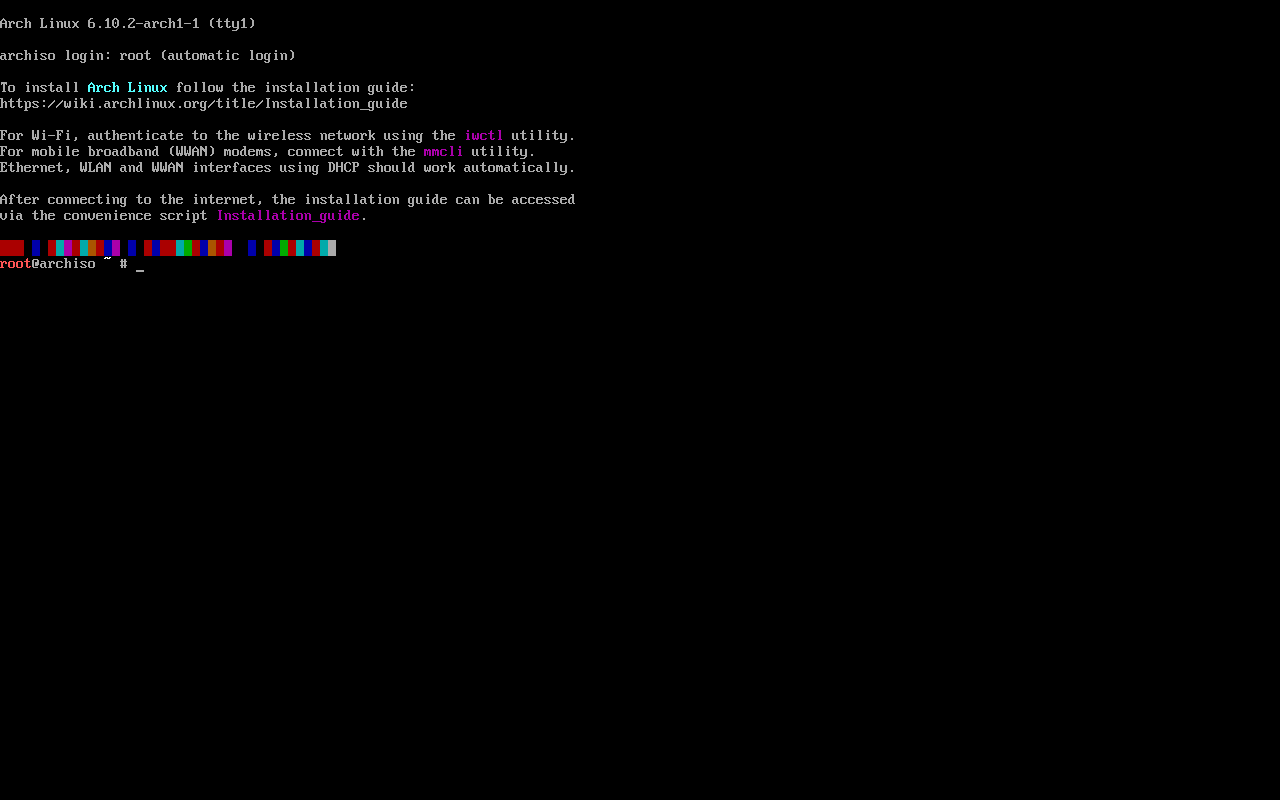 Arch Linux 6.10.2-arch1-1 (tty1)
archiso login: root (automatic login)
To install Arch Linux follow the installation guide:
https://wiki.archlinux.org/title/Installation_guide
For Wi-Fi, authenticate to the wireless network using the iwctl utility.
For mobile broadband (WWAN) modems, connect with the mmcli utility.
Ethernet, WLAN and WWAN interfaces using DHCP should work automatically.
After connecting to the internet, the installation guide can be accessed
via the convenience script Installation_guide.
root@archiso ~ # _